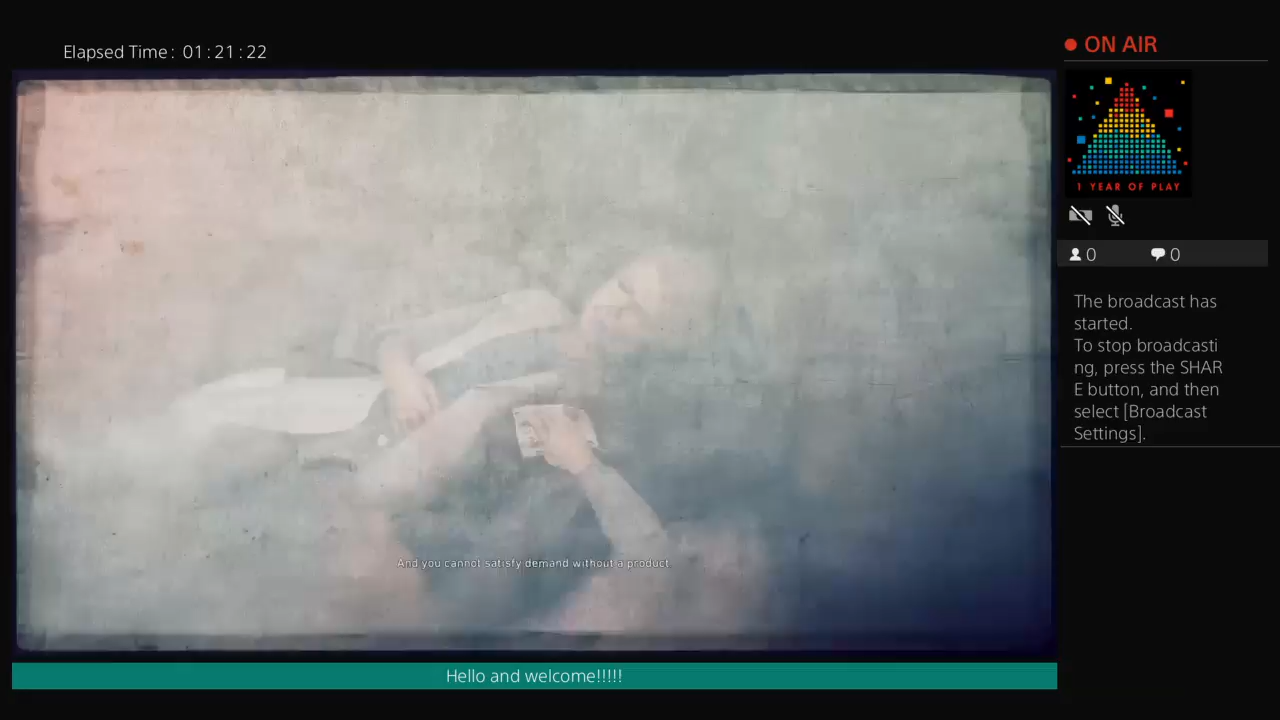 Elapsed Time: 01:21:22
ON AIR
1 YEAR OF PLAY
0 0
The broadcast has
started.
To stop broadcasti
ng, press the SHAR
E button, and then
select [Broadcast
Settings].
And you cannot satisfy demand without a product.
Hello and welcome!!!!!